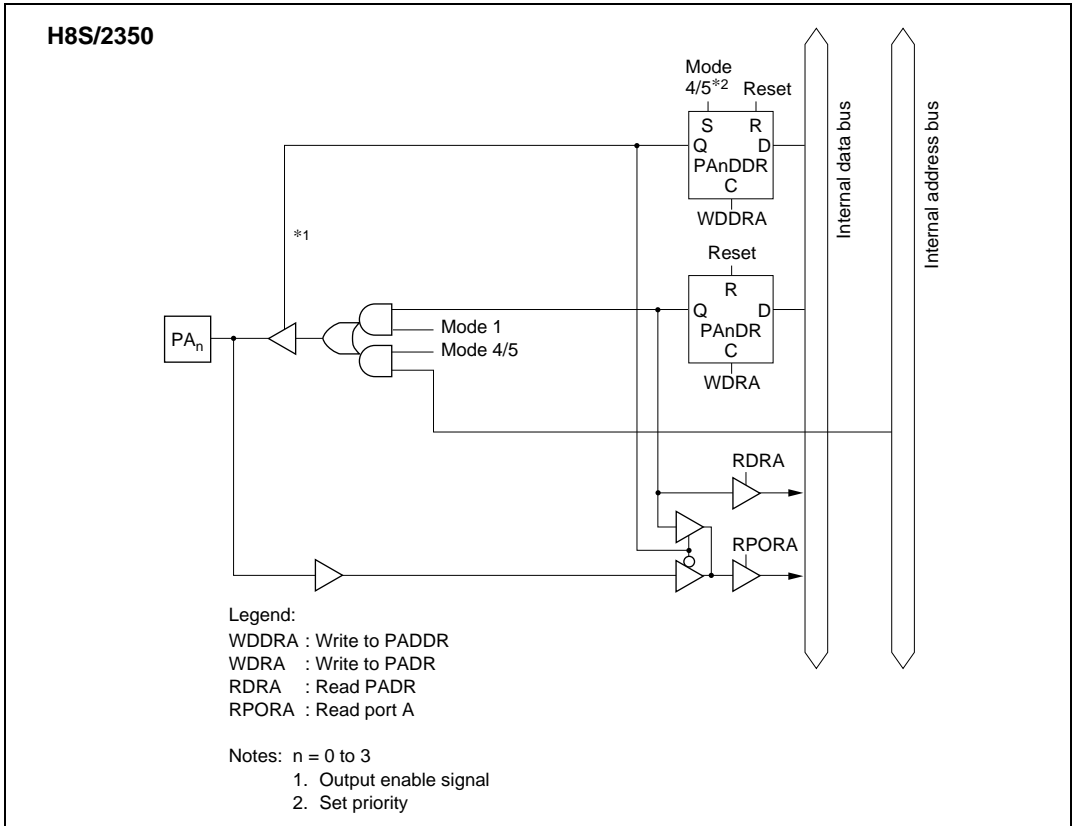 H8S/2350
Mode
4/5*2 Reset
S R
Q D
PAnDDR
C
WDDRA
Internal data bus
Internal address bus
*1
Reset
R
Q D
PAnDR
C
WDRA
Mode 1
Mode 4/5
PAn
RDRA
RPORA
Legend:
WDDRA : Write to PADDR
WDRA : Write to PADR
RDRA : Read PADR
RPORA : Read port A
Notes: n = 0 to 3
1. Output enable signal
2. Set priority